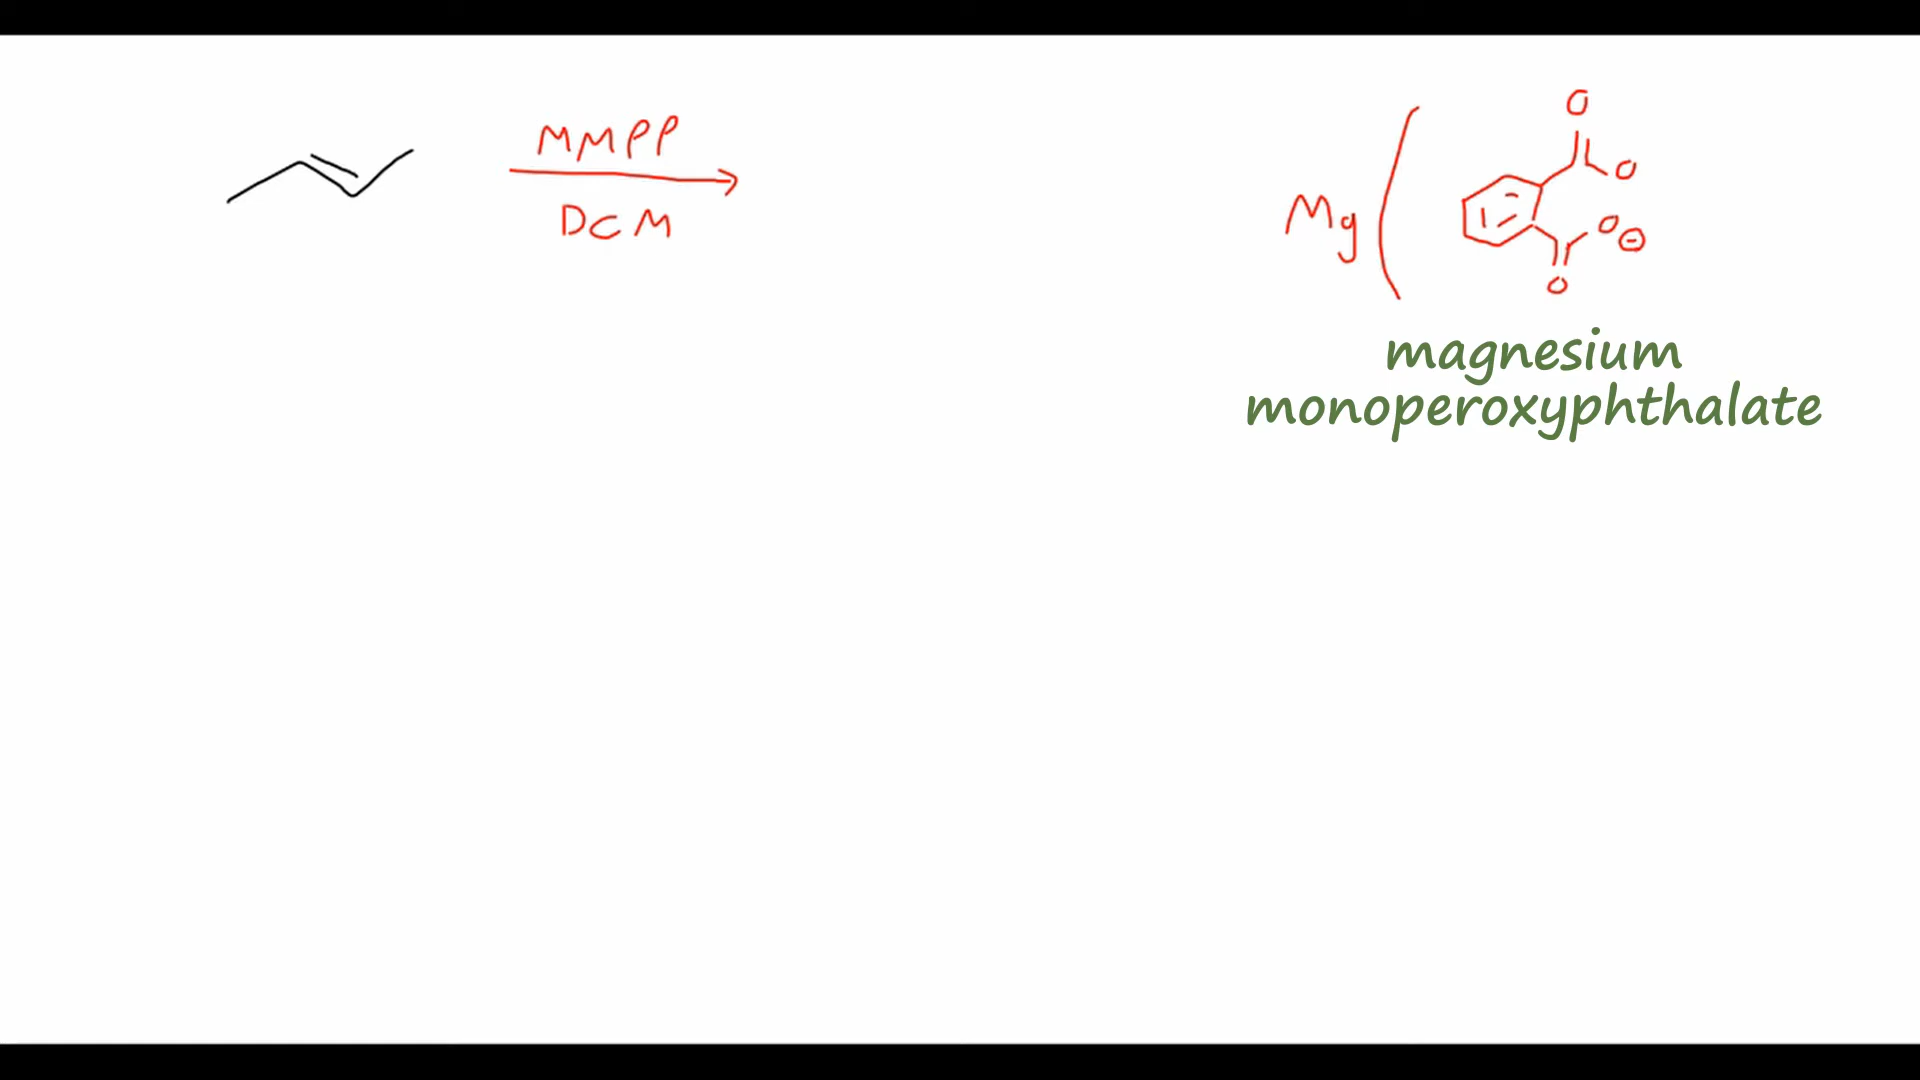 MMPP
DCM
Mg
O
O
O⊖
O
magnesium
monoperoxyphthalate